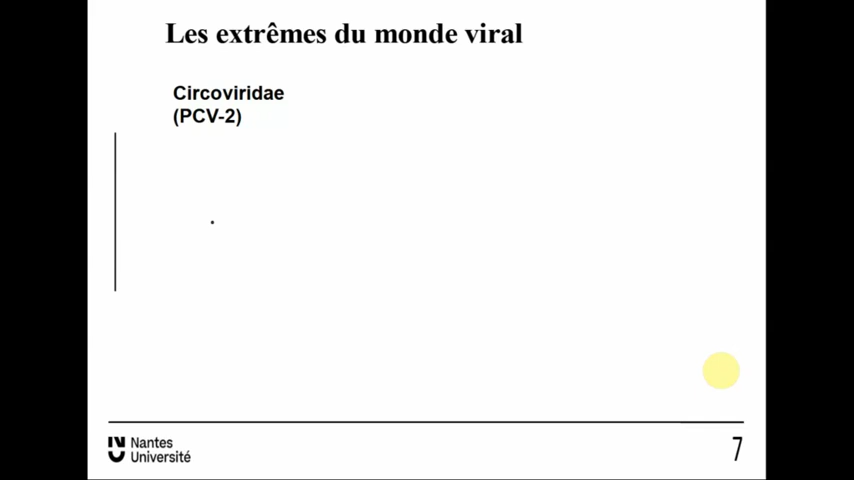 Les extrêmes du monde viral
Circoviridae
(PCV-2)
Nantes
Université
7